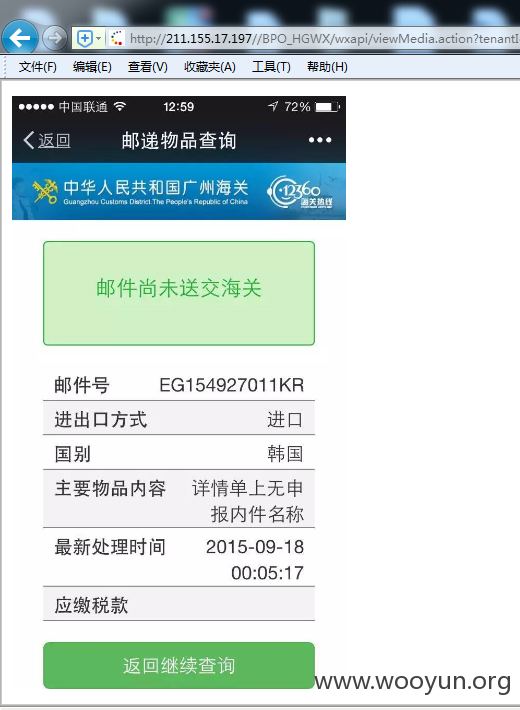 http://211.155.17.197//BPO_HGWX/wxapi/viewMedia.action?tenantI
文件(F) 编辑(E) 查看(V) 收藏夹(A) 工具(T) 帮助(H)
中国联通 12:59 72%
返回 邮递物品查询
中华人民共和国广州海关 12360
Guangzhou Customs District.The People's Republic of China 海关热线
邮件尚未送交海关
邮件号 EG154927011KR
进出口方式 进口
国别 韩国
主要物品内容 详情单上无申
报内件名称
最新处理时间 2015-09-18
00:05:17
应缴税款
返回继续查询
www.wooyun.org